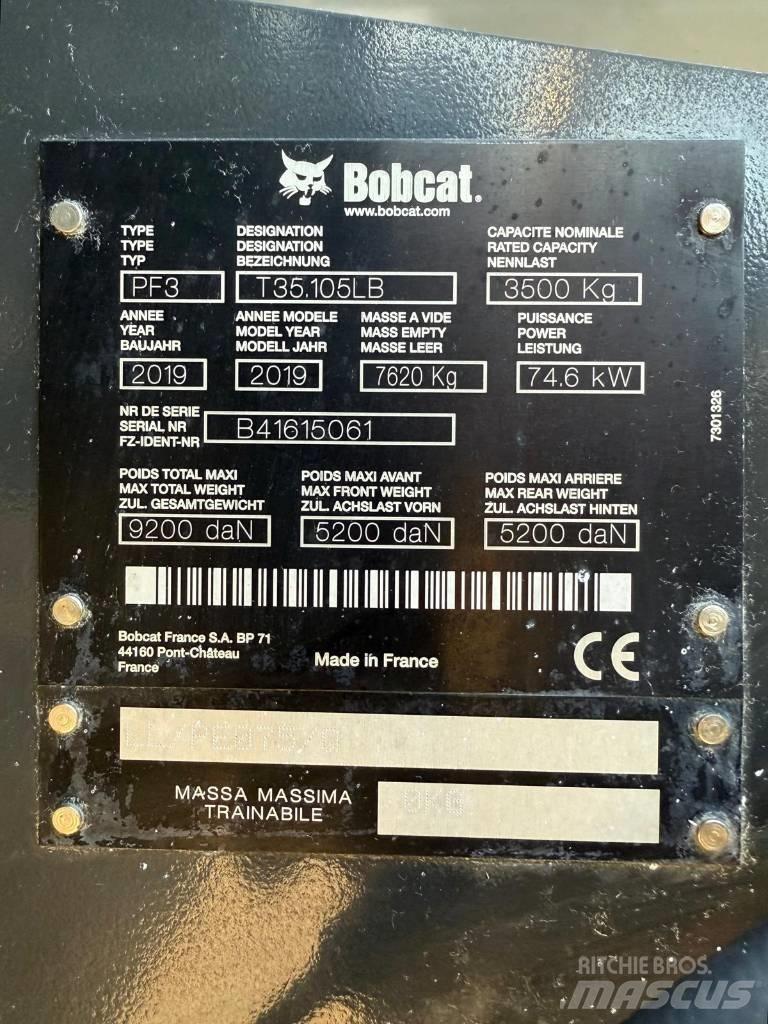 Bobcat.
www.bobcat.com
TYPE DESIGNATION CAPACITE NOMINALE
TYPE DESIGNATION RATED CAPACITY
TYP BEZEICHNUNG NENNLAST
PF3 T35.105LB 3500 Kg
ANNEE ANNEE MODELE MASSE A VIDE PUISSANCE
YEAR MODEL YEAR MASS EMPTY POWER
BAUJAHR MODELL JAHR MASSE LEER LEISTUNG
2019 2019 7620 Kg 74.6 kW
7301326
NR DE SERIE
SERIAL NR
FZ-IDENT-NR
B41615061
POIDS TOTAL MAXI POIDS MAXI AVANT POIDS MAXI ARRIERE
MAX TOTAL WEIGHT MAX FRONT WEIGHT MAX REAR WEIGHT
ZUL. GESAMTGEWICHT ZUL. ACHSLAST VORN ZUL. ACHSLAST HINTEN
9200 daN 5200 daN 5200 daN
Bobcat France S.A. BP 71
44160 Pont-Château
France
Made in France
CE
MASSA MASSIMA
TRAINABILE
0KG
RITCHIE BROS.
MASCUS